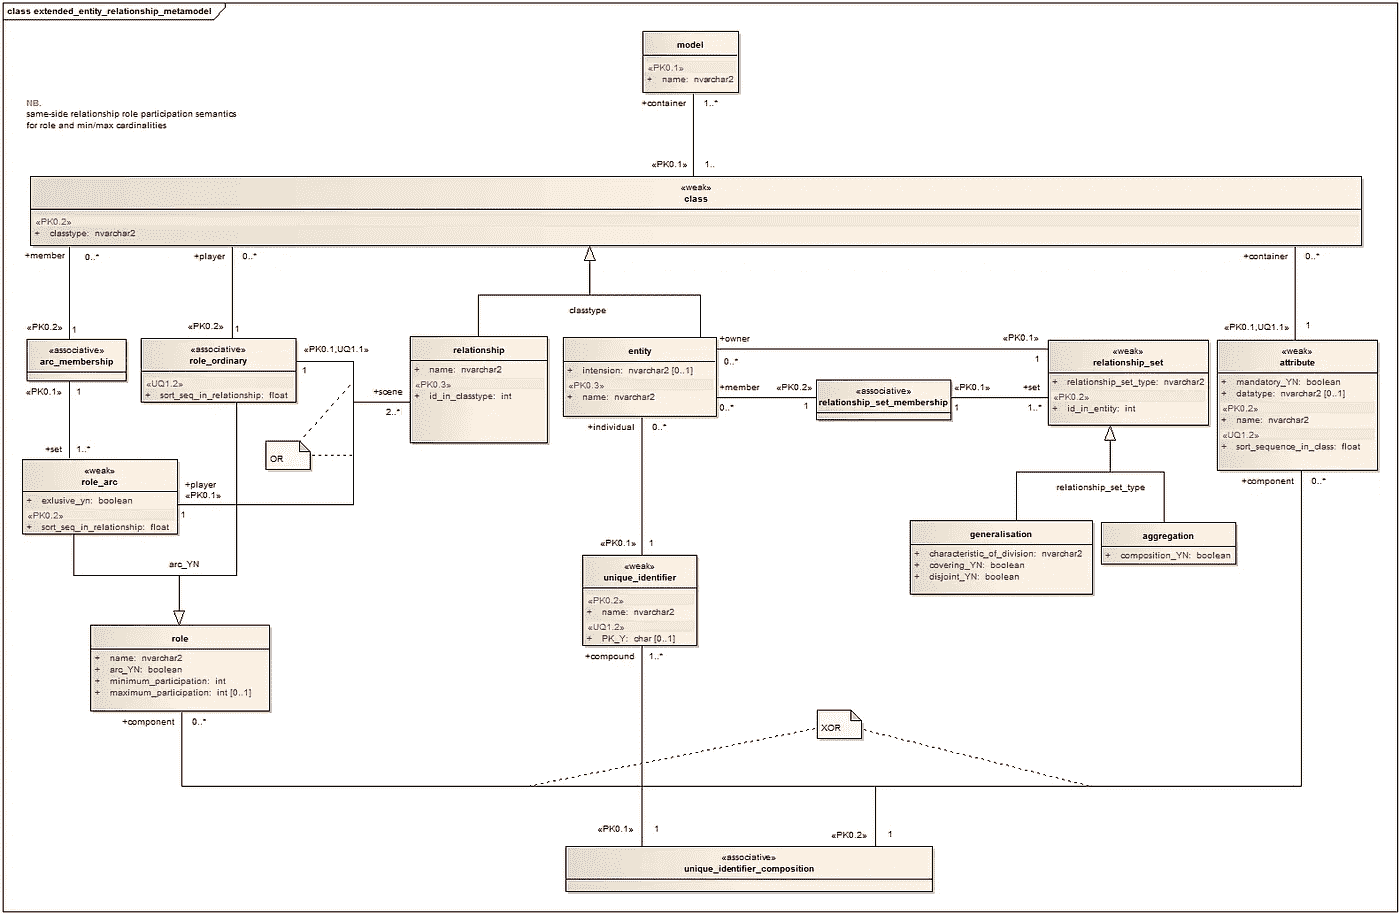 class extended_entity_relationship_metamodel
model
«PK0.1»
+ name: nvarchar2
+container 1..*
NB.
same-side relationship role participation semantics
for role and min/max cardinalities
«PK0.1» 1..
«weak»
class
«PK0.2»
+ classtype: nvarchar2
+member 0..*
+player 0..*
+container 0..*
classtype
«PK0.2» 1
«PK0.2» 1
«PK0.1,UQ1.1» 1
«associative»
arc_membership
«PK0.1» 1
+set 1..*
«associative»
role_ordinary
«UQ1.2»
+ sort_seq_in_relationship: float
«PK0.1,UQ1.1»
1
+scene
2..*
OR
relationship
+ name: nvarchar2
«PK0.3»
+ id_in_classtype: int
entity
+ intension: nvarchar2 [0..1]
«PK0.3»
+ name: nvarchar2
+owner
0..*
«PK0.1»
1
+member
0..*
«PK0.2»
1
«associative»
relationship_set_membership
«PK0.1»
1
+set
1..*
«weak»
relationship_set
+ relationship_set_type: nvarchar2
«PK0.2»
+ id_in_entity: int
«weak»
attribute
+ mandatory_YN: boolean
+ datatype: nvarchar2 [0..1]
«PK0.2»
+ name: nvarchar2
«UQ1.2»
+ sort_sequence_in_class: float
+individual 0..*
+component 0..*
«weak»
role_arc
+ exlusive_yn: boolean
«PK0.2»
+ sort_seq_in_relationship: float
+player
«PK0.1»
1
relationship_set_type
generalisation
+ characteristic_of_division: nvarchar2
+ covering_YN: boolean
+ disjoint_YN: boolean
aggregation
+ composition_YN: boolean
arc_YN
«PK0.1» 1
«weak»
unique_identifier
«PK0.2»
+ name: nvarchar2
«UQ1.2»
+ PK_Y: char [0..1]
+compound 1..*
role
+ name: nvarchar2
+ arc_YN: boolean
+ minimum_participation: int
+ maximum_participation: int [0..1]
+component 0..*
XOR
«PK0.1» 1
«PK0.2» 1
«associative»
unique_identifier_composition